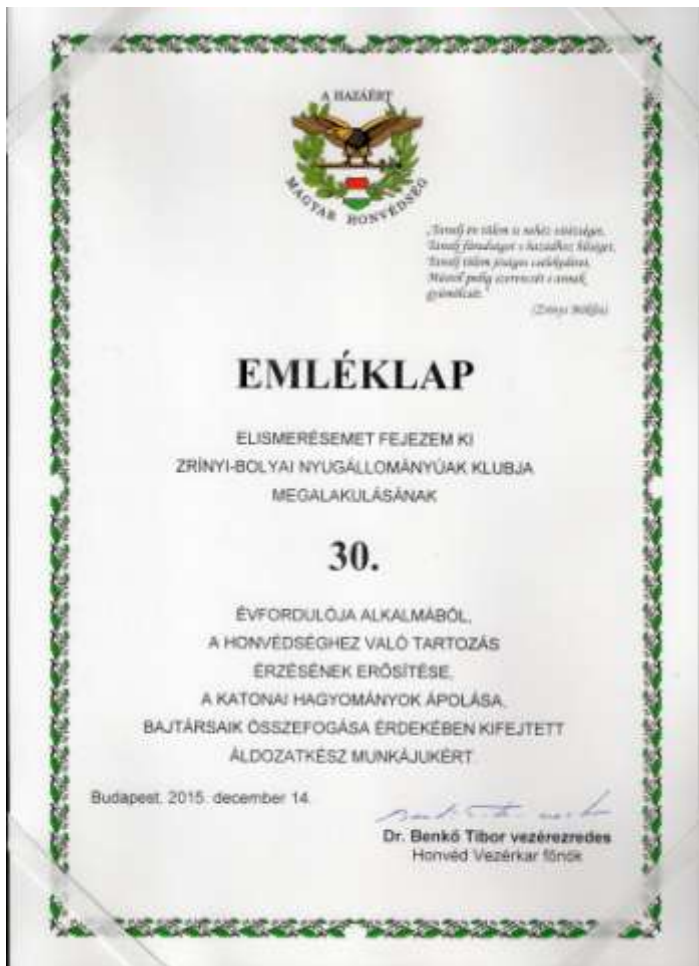 A HAZÁÉRT
MAGYAR HONVÉDSÉG
EMLÉKLAP
ELISMERÉSEMET FEJEZEM KI
ZRÍNYI-BOLYAI NYUGÁLLOMÁNYÚAK KLUBJA
MEGALAKULÁSÁNAK
30.
ÉVFORDULÓJA ALKALMÁBÓL,
A HONVÉDSÉGHEZ VALÓ TARTOZÁS
ÉRZÉSÉNEK ERŐSÍTÉSE,
A KATONAI HAGYOMÁNYOK ÁPOLÁSA,
BAJTÁRSAIK ÖSSZEFOGÁSA ÉRDEKÉBEN KIFEJTETT
ÁLDOZATKÉSZ MUNKÁJUKÉRT.
Budapest, 2015. december 14.
Dr. Benkő Tibor vezérezredes
Honvéd Vezérkar főnök